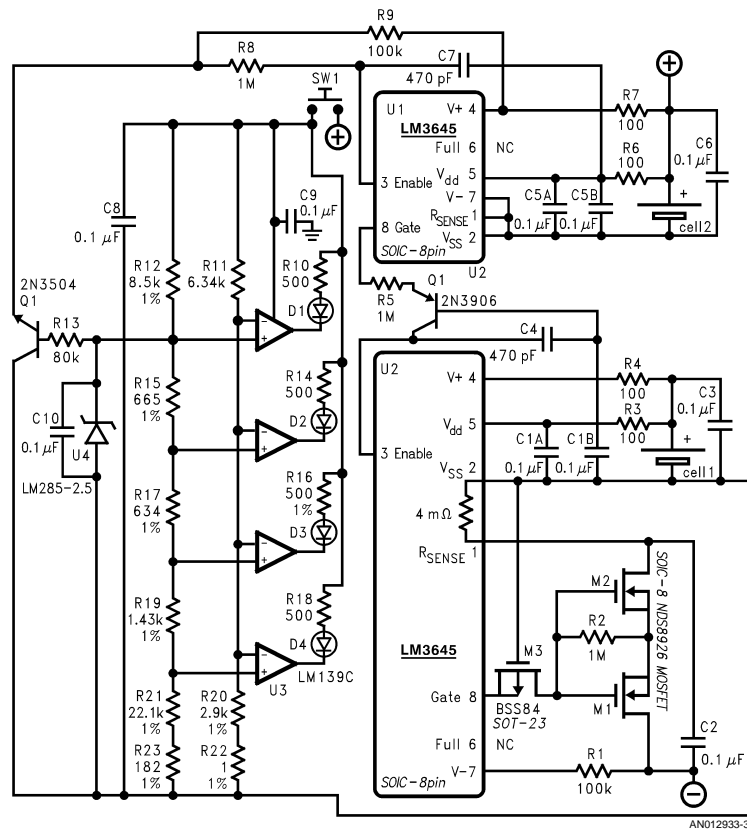 R9
100k
R8
1M
C7
470 pF
SW1
U1
LM3645
V+ 4
Full 6
NC
3 Enable
Vdd 5
V- 7
RSENSE 1
8 Gate
VSS 2
SOIC-8pin
U2
R7
100
R6
100
C6
0.1 µF
C5A
0.1 µF
C5B
0.1 µF
+
cell2
C8
0.1 µF
C9
0.1 µF
R12
8.5k
1%
R11
6.34k
R10
500
D1
2N3504
Q1
R13
80k
−
+
R5
1M
Q1
2N3906
C4
470 pF
R15
665
1%
R14
500
D2
−
+
C10
0.1 µF
U4
LM285-2.5
U2
V+ 4
Vdd 5
3 Enable
VSS 2
4 mΩ
RSENSE 1
LM3645
Gate 8
Full 6
NC
V- 7
SOIC-8pin
R4
100
R3
100
C3
0.1 µF
C1A
0.1 µF
C1B
0.1 µF
+
cell1
R17
634
1%
R16
500
1%
D3
−
+
R19
1.43k
1%
R18
500
D4
−
+
U3
LM139C
M2
R2
1M
M1
SOIC-8 NDS8926 MOSFET
M3
BSS84
SOT-23
R21
22.1k
1%
R20
2.9k
1%
R23
182
1%
R22
1
1%
R1
100k
C2
0.1 µF
AN012933-3